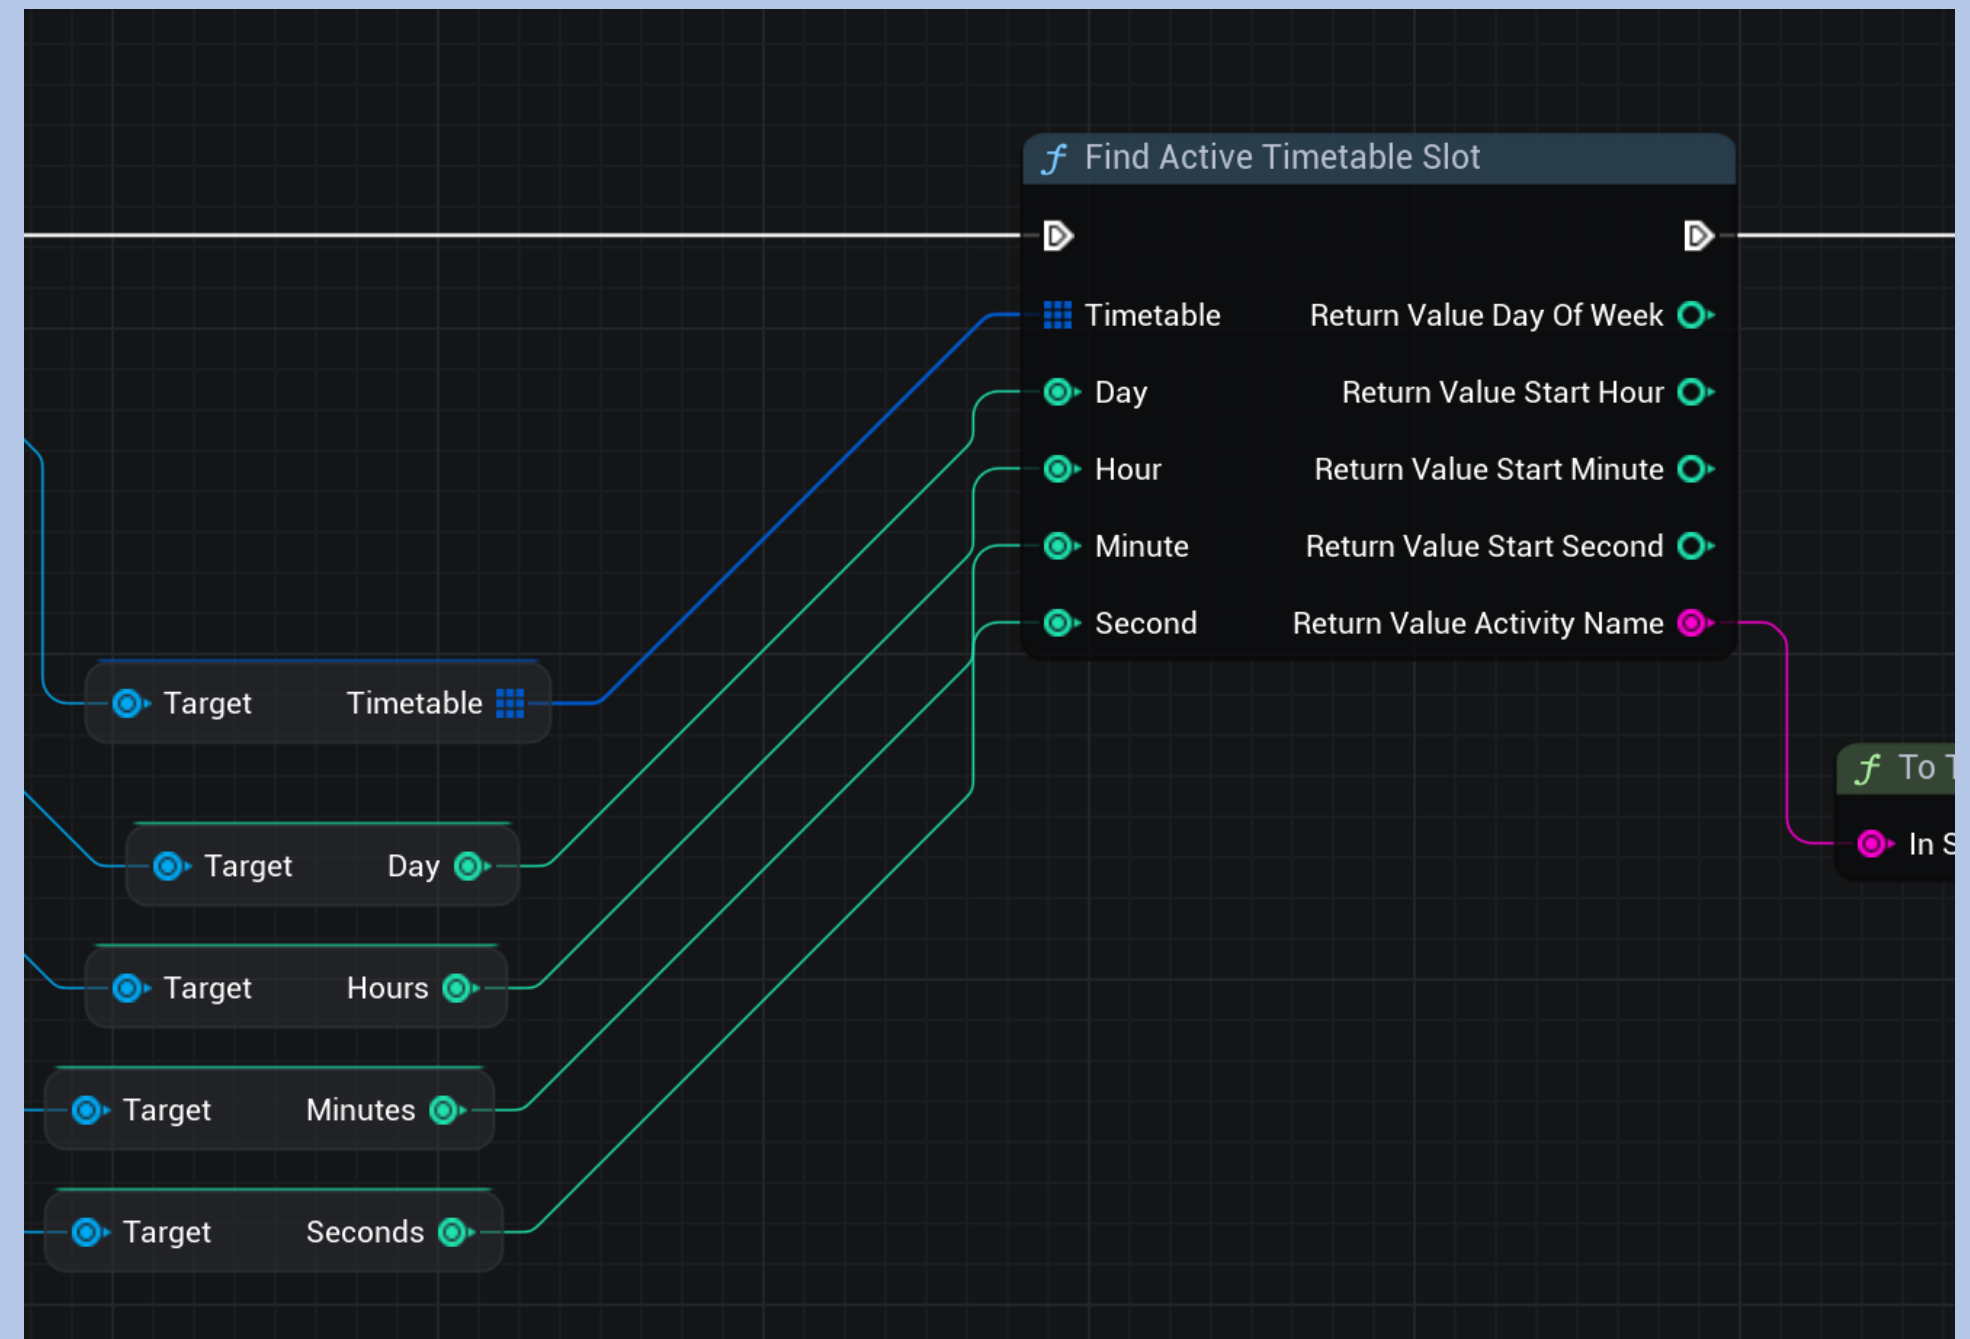 Find Active Timetable Slot
Timetable
Return Value Day Of Week
Day
Return Value Start Hour
Hour
Return Value Start Minute
Minute
Return Value Start Second
Second
Return Value Activity Name
Target
Timetable
To
In
Target
Day
Target
Hours
Target
Minutes
Target
Seconds